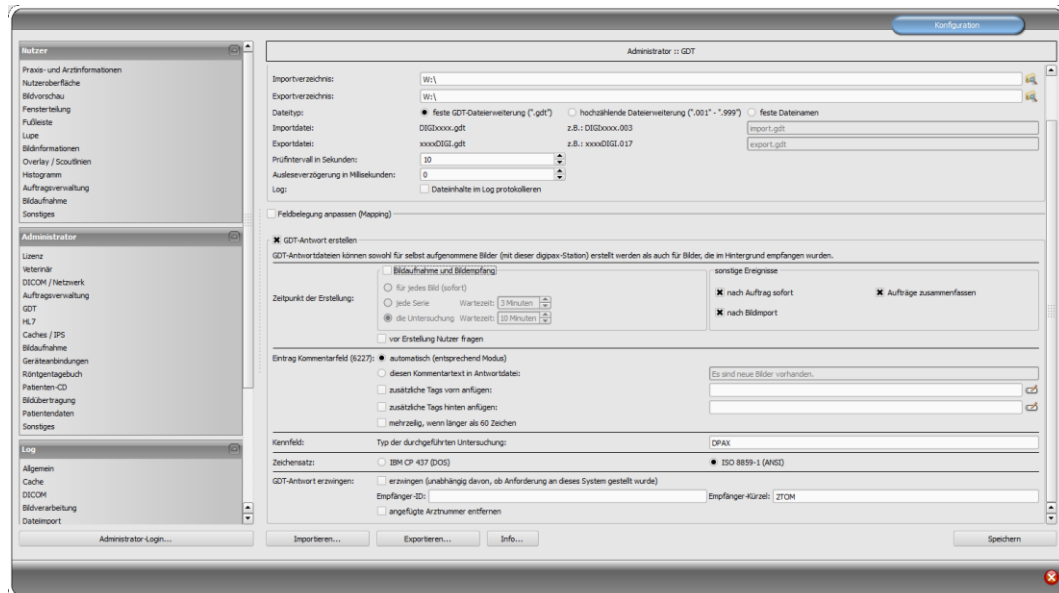 Konfiguration
Nutzer
Praxis- und Arztinformationen
Nutzeroberfläche
Bildvorschau
Fensterteilung
Fußleiste
Lupe
Bildinformationen
Overlay / Scoutlinien
Histogramm
Auftragsverwaltung
Bildaufnahme
Sonstiges
Administrator
Lizenz
Veterinär
DICOM / Netzwerk
Auftragsverwaltung
GDT
HL7
Caches / IPS
Bildaufnahme
Geräteanbindungen
Röntgentagebuch
Patienten-CD
Bildübertragung
Patientendaten
Sonstiges
Log
Allgemein
Cache
DICOM
Bildverarbeitung
Dateiimport
Administrator-Login...
Administrator :: GDT
Importverzeichnis: W:\
Exportverzeichnis: W:\
Dateityp: feste GDT-Dateierweiterung (".gdt") hochzählende Dateierweiterung (".001" - ".999") feste Dateinamen
Importdatei: DIGIxxxx.gdt z.B.: DIGIxxxx.003 import.gdt
Exportdatei: xxxxDIGI.gdt z.B.: xxxxDIGI.017 export.gdt
Prüfintervall in Sekunden: 10
Ausleseverzögerung in Millisekunden: 0
Log: Dateiinhalte im Log protokollieren
Feldbelegung anpassen (Mapping)
GDT-Antwort erstellen
GDT-Antwortdateien können sowohl für selbst aufgenommene Bilder (mit dieser digipax-Station) erstellt werden als auch für Bilder, die im Hintergrund empfangen wurden.
Zeitpunkt der Erstellung:
Bildaufnahme und Bildempfang
für jedes Bild (sofort)
jede Serie Wartezeit: 3 Minuten
die Untersuchung Wartezeit: 10 Minuten
sonstige Ereignisse
nach Auftrag sofort Aufträge zusammenfassen
nach Bildimport
vor Erstellung Nutzer fragen
Eintrag Kommentarfeld (6227): automatisch (entsprechend Modus)
diesen Kommentartext in Antwortdatei: Es sind neue Bilder vorhanden.
zusätzliche Tags vorn anfügen:
zusätzliche Tags hinten anfügen:
mehrzeilig, wenn länger als 60 Zeichen
Kennfeld: Typ der durchgeführten Untersuchung: DPAX
Zeichensatz: IBM CP 437 (DOS) ISO 8859-1 (ANSI)
GDT-Antwort erzwingen: erzwingen (unabhängig davon, ob Anforderung an dieses System gestellt wurde)
Empfänger-ID: Empfänger-Kürzel: 2TOM
angefügte Arztnummer entfernen
Importieren... Exportieren... Info... Speichern